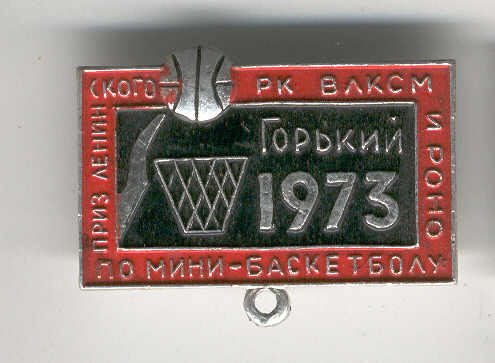 ПРИЗ ЛЕНИНСКОГО РК ВЛКСМ И РОНО
ПО МИНИ-БАСКЕТБОЛУ
ГОРЬКИЙ
1973